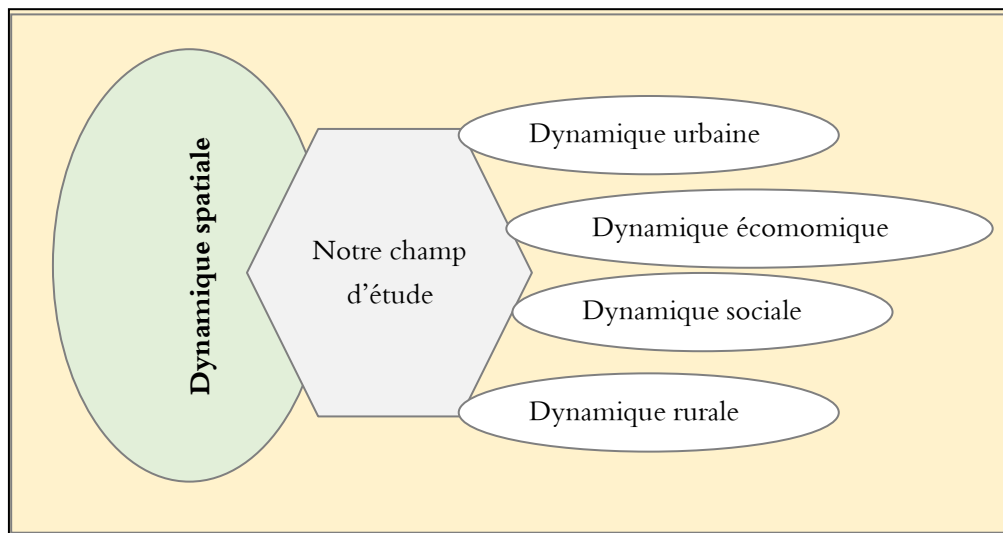 Dynamique spatiale
Notre champ
d’étude
Dynamique urbaine
Dynamique écomomique
Dynamique sociale
Dynamique rurale